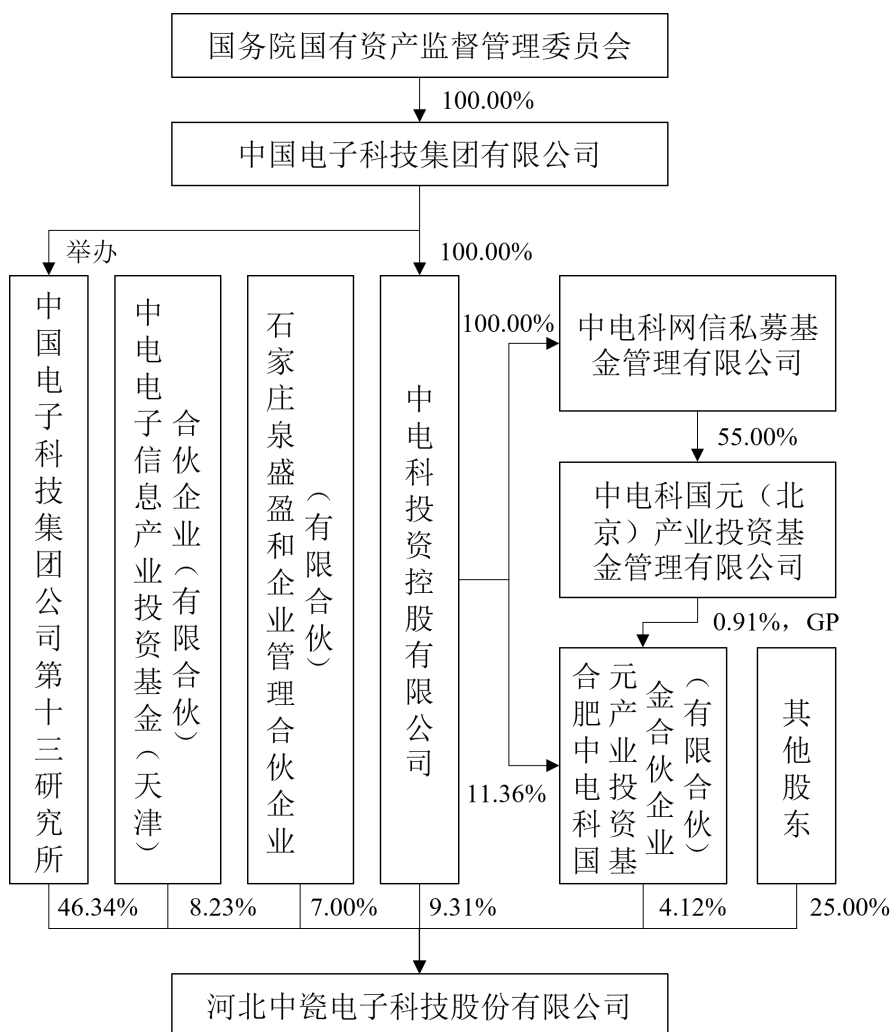 国务院国有资产监督管理委员会
100.00%
中国电子科技集团有限公司
举办
100.00%
中国电子科技集团公司第十三研究所
中电电子信息产业投资基金（天津）
合伙企业（有限合伙）
石家庄泉盛盈和企业管理合伙企业
（有限合伙）
中电科投资控股有限公司
100.00%
中电科网信私募基
金管理有限公司
55.00%
中电科国元（北
京）产业投资基
金管理有限公司
0.91%，GP
11.36%
合肥中电科国
元产业投资基
金合伙企业
（有限合伙）
其他股东
46.34%
8.23%
7.00%
9.31%
4.12%
25.00%
河北中瓷电子科技股份有限公司